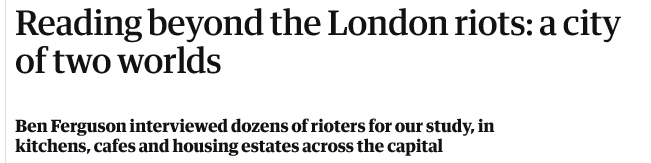 Reading beyond the London riots: a city
of two worlds
Ben Ferguson interviewed dozens of rioters for our study, in
kitchens, cafes and housing estates across the capital